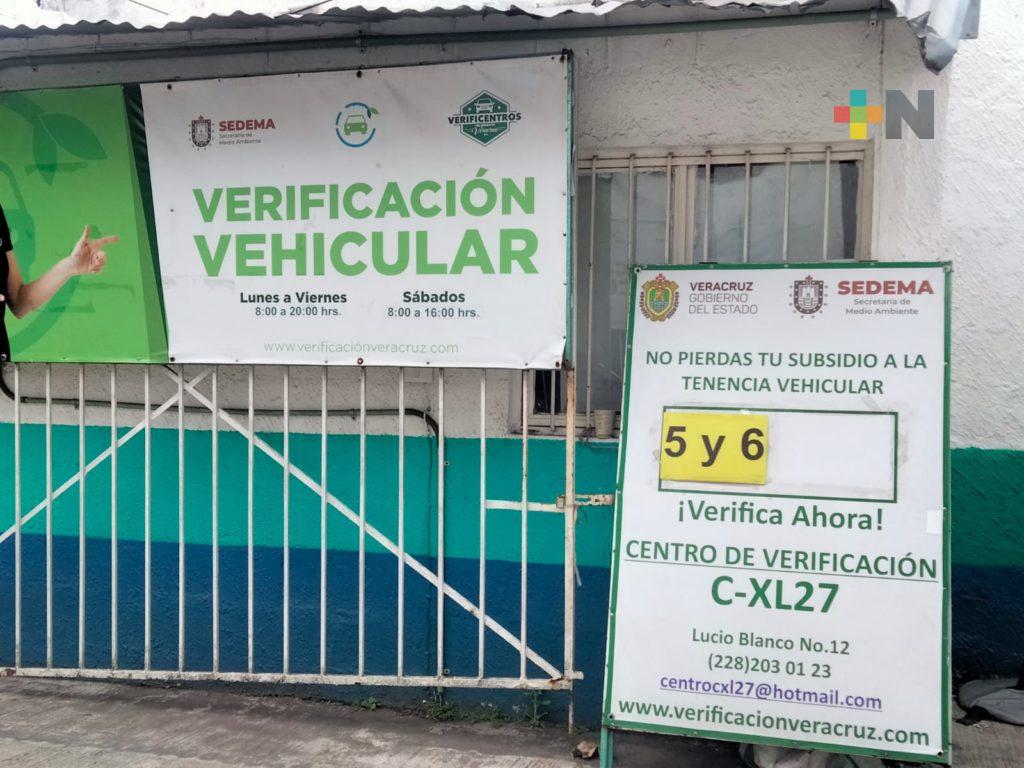 SEDEMA
Secretaría de
Medio Ambiente
VERIFICENTROS
Veracruz
VERIFICACIÓN
VEHICULAR
Lunes a Viernes
8:00 a 20:00 hrs.
Sábados
8:00 a 16:00 hrs.
www.verificaciónveracruz.com
N
VERACRUZ
GOBIERNO
DEL ESTADO
SEDEMA
Secretaría de
Medio Ambiente
NO PIERDAS TU SUBSIDIO A LA
TENENCIA VEHICULAR
5 y 6
¡Verifica Ahora!
CENTRO DE VERIFICACIÓN
C-XL27
Lucio Blanco No.12
(228)203 01 23
centrocxl27@hotmail.com
www.verificacionveracruz.com